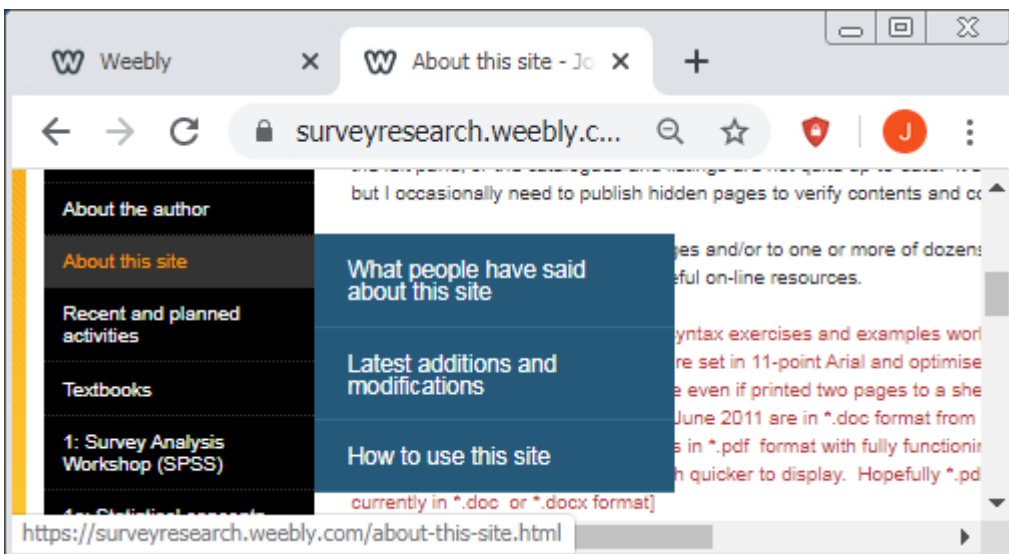 Weebly
About this site - Jo
surveyresearch.weebly.c...
J
but I occasionally need to publish hidden pages to verify contents and co
About the author
About this site
Recent and planned
activities
Textbooks
1: Survey Analysis
Workshop (SPSS)
What people have said
about this site
Latest additions and
modifications
How to use this site
ges and/or to one or more of dozens
eful on-line resources.
syntax exercises and examples worl
re set in 11-point Arial and optimise
e even if printed two pages to a she
June 2011 are in *.doc format from
s in *.pdf format with fully functionin
h quicker to display. Hopefully *.pd
currently in *.doc or *.docx format]
https://surveyresearch.weebly.com/about-this-site.html